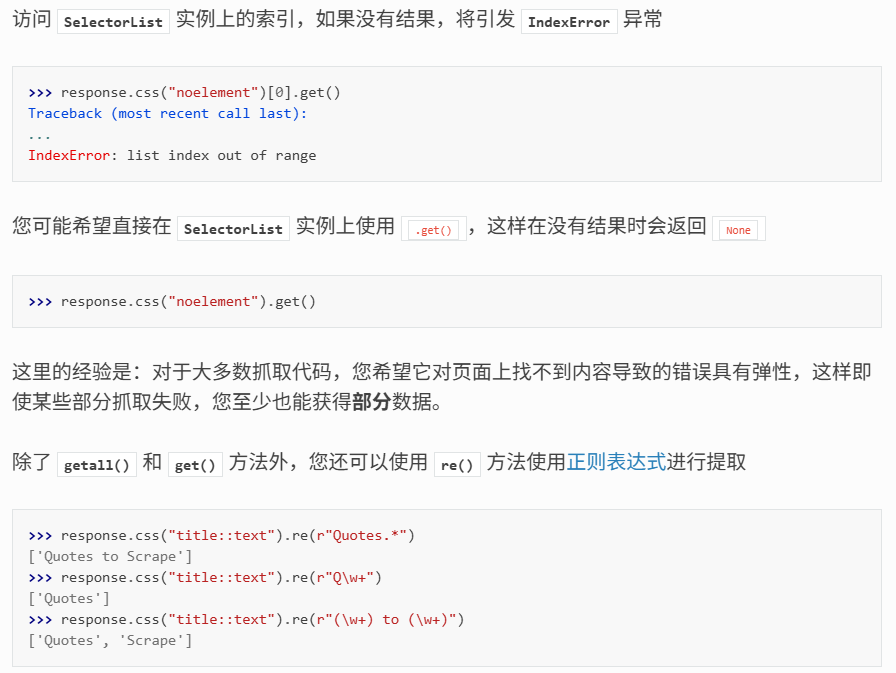 访问 SelectorList 实例上的索引，如果没有结果，将引发 IndexError 异常
>>> response.css("noelement")[0].get()
Traceback (most recent call last):
...
IndexError: list index out of range
您可能希望直接在 SelectorList 实例上使用 .get()，这样在没有结果时会返回 None
>>> response.css("noelement").get()
这里的经验是：对于大多数抓取代码，您希望它对页面上找不到内容导致的错误具有弹性，这样即
使某些部分抓取失败，您至少也能获得部分数据。
除了 getall() 和 get() 方法外，您还可以使用 re() 方法使用正则表达式进行提取
>>> response.css("title::text").re(r"Quotes.*")
['Quotes to Scrape']
>>> response.css("title::text").re(r"Q\w+")
['Quotes']
>>> response.css("title::text").re(r"(\w+) to (\w+)")
['Quotes', 'Scrape']